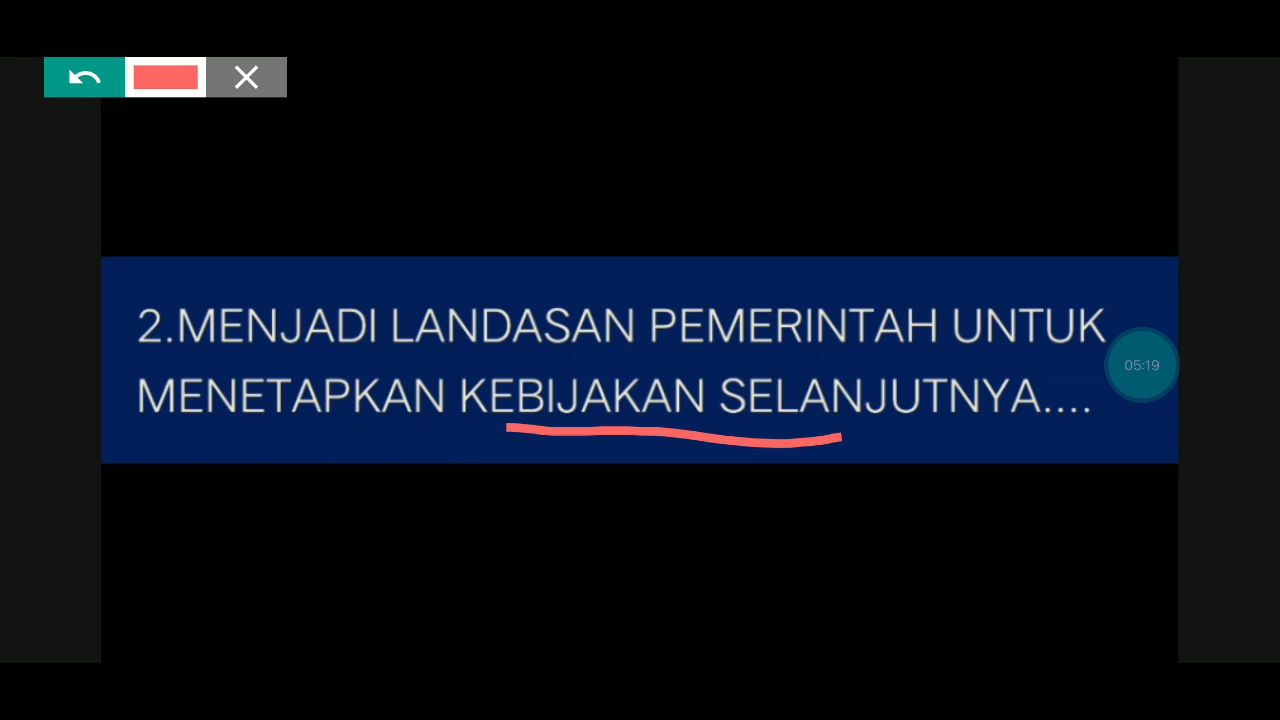 2.MENJADI LANDASAN PEMERINTAH UNTUK
MENETAPKAN KEBIJAKAN SELANJUTNYA....
05:19